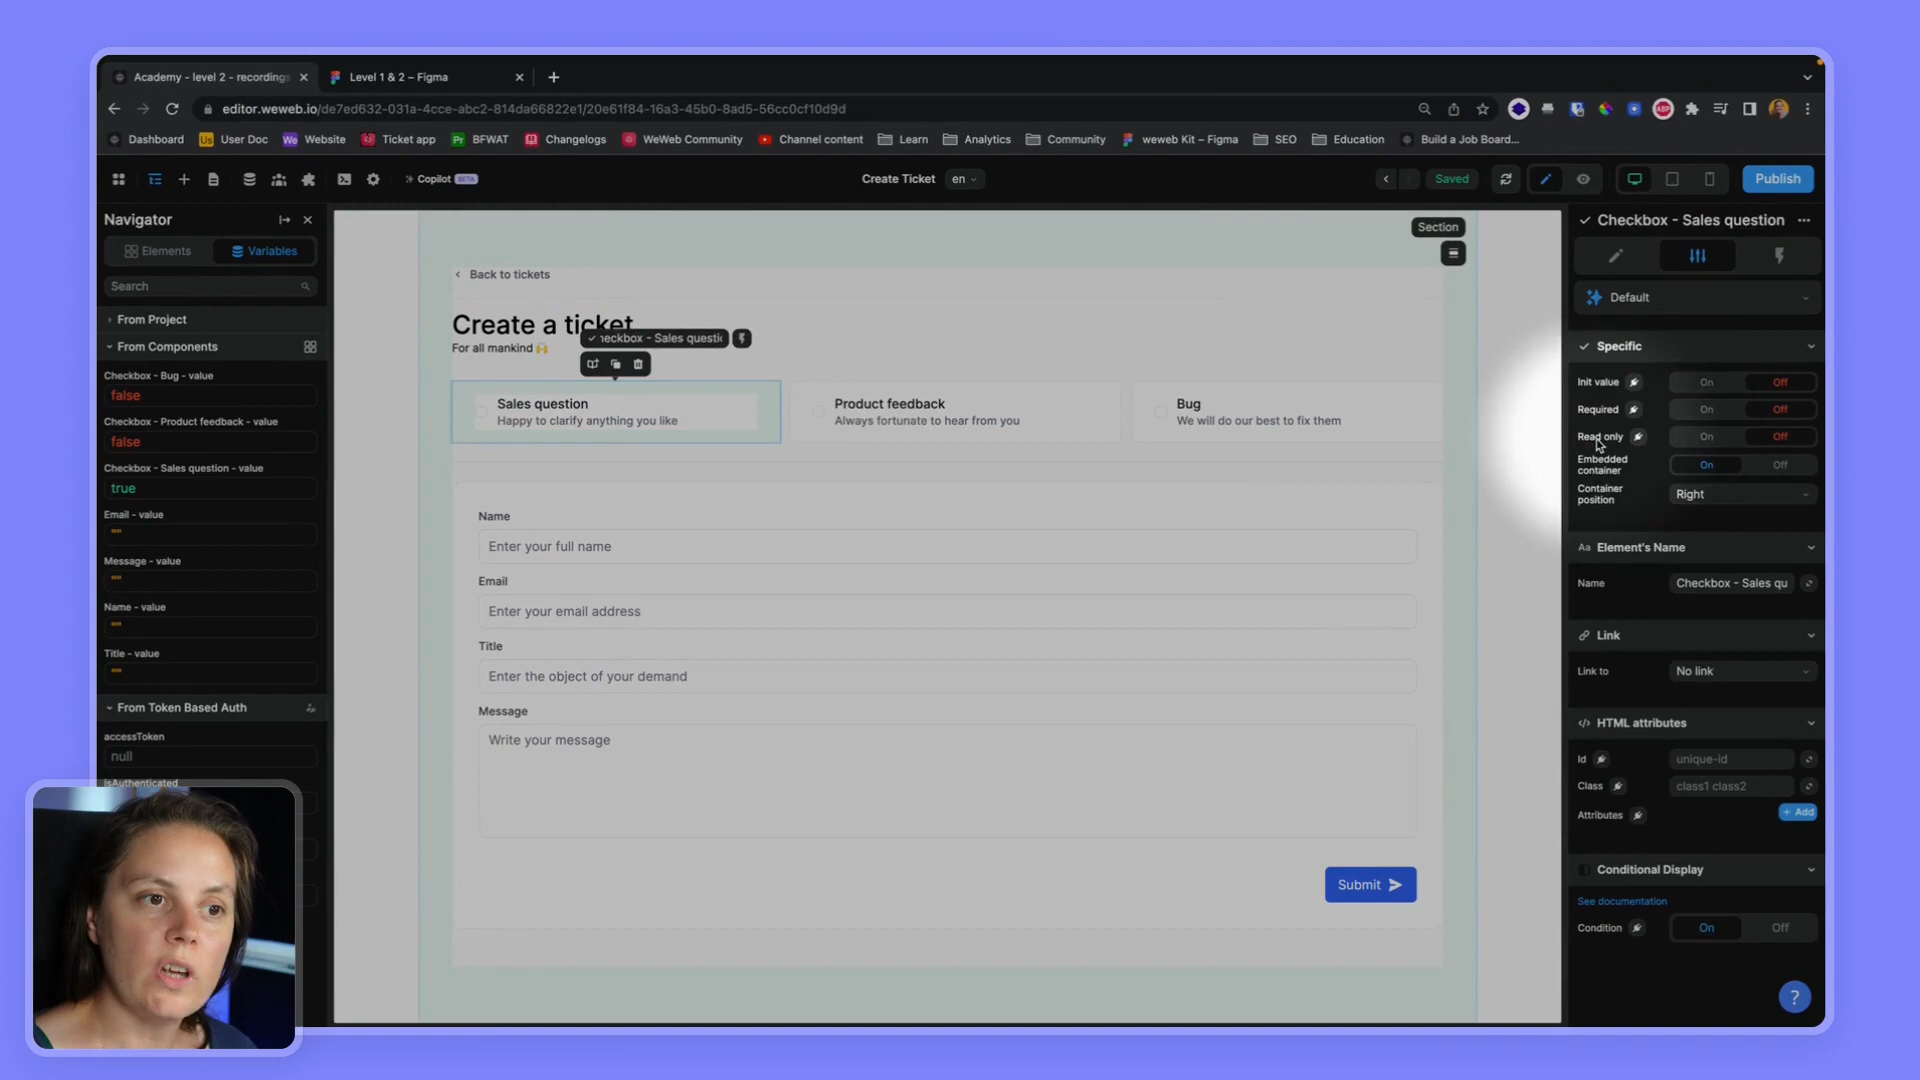 Academy - level 2 - recordings
Level 1 & 2 – Figma
editor.weweb.io/de7ed632-031a-4cce-abc2-814da66822e1/20e61f84-16a3-45b0-8ad5-56cc0cf10d9d
Dashboard
Us User Doc
We Website
Ticket app
Pr BFWAT
Changelogs
WeWeb Community
Channel content
Learn
Analytics
Community
weweb Kit – Figma
SEO
Education
Build a Job Board...
Copilot BETA
Create Ticket
en
Saved
Publish
Navigator
Elements
Variables
Search
From Project
From Components
Checkbox - Bug - value
false
Checkbox - Product feedback - value
false
Checkbox - Sales question - value
true
Email - value
""
Message - value
""
Name - value
""
Title - value
""
From Token Based Auth
accessToken
null
isAuthenticated
Section
Back to tickets
Create a ticket
For all mankind 🙌
heckbox - Sales questi
Sales question
Happy to clarify anything you like
Product feedback
Always fortunate to hear from you
Bug
We will do our best to fix them
Name
Enter your full name
Email
Enter your email address
Title
Enter the object of your demand
Message
Write your message
Submit
Checkbox - Sales question
Default
Specific
Init value On Off
Required On Off
Read only On Off
Embedded container On Off
Container position Right
Aa Element's Name
Name Checkbox - Sales qu
Link
Link to No link
HTML attributes
Id unique-id
Class class1 class2
Attributes + Add
Conditional Display
See documentation
Condition On Off
?